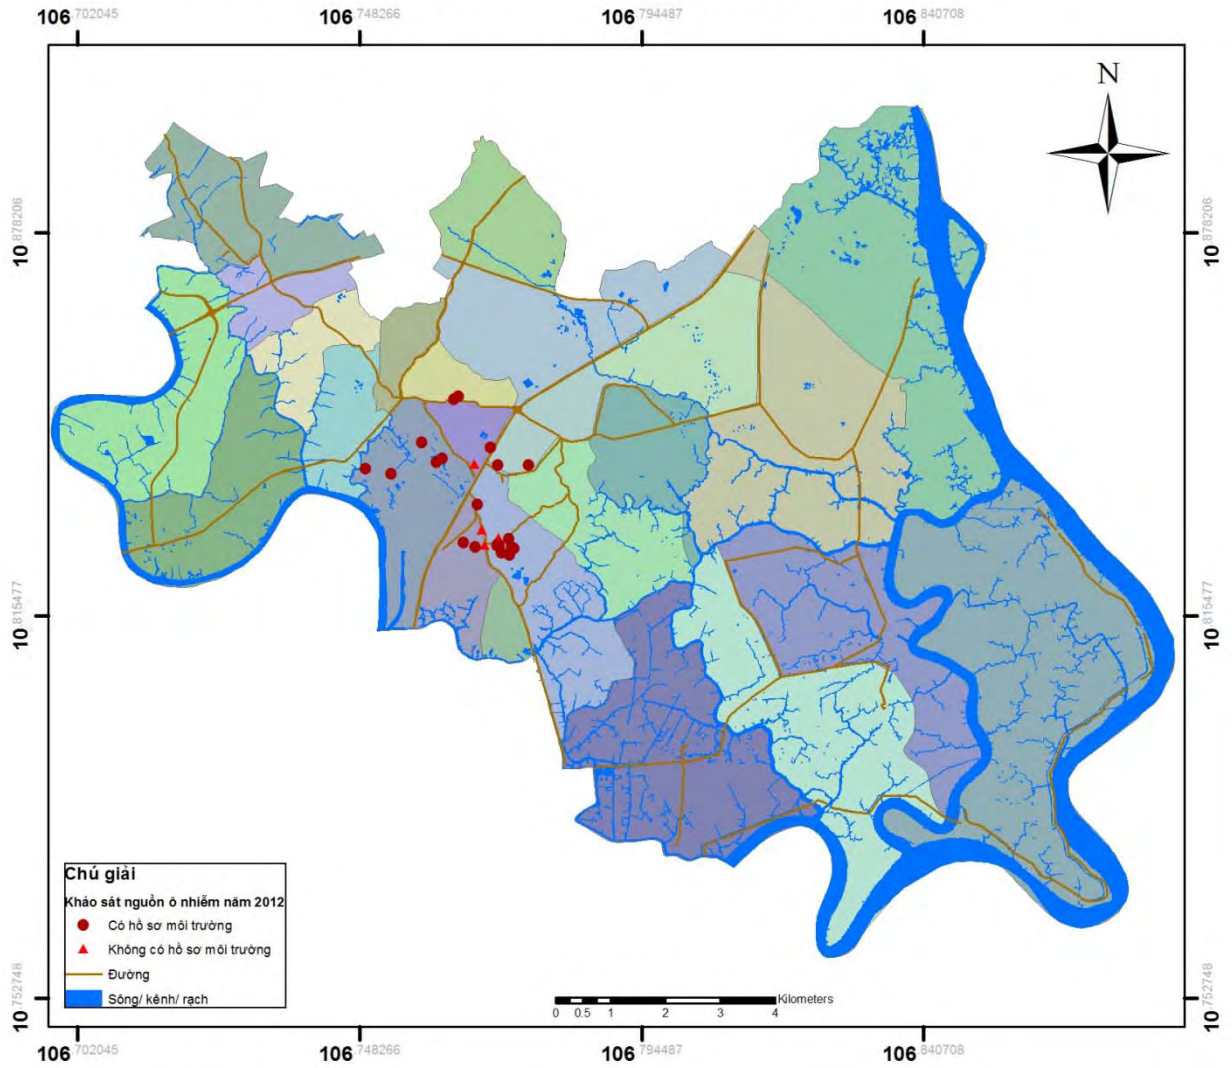 106.702045 106.748266 106.794487 106.840708
N
10.878206 10.878206
10.815477 10.815477
10.752748 10.752748
Chú giải
Khảo sát nguồn ô nhiễm năm 2012
Có hồ sơ môi trường
Không có hồ sơ môi trường
Đường
Sông/ kênh/ rạch
Kilometers
0 0.5 1 2 3 4
106.702045 106.748266 106.794487 106.840708